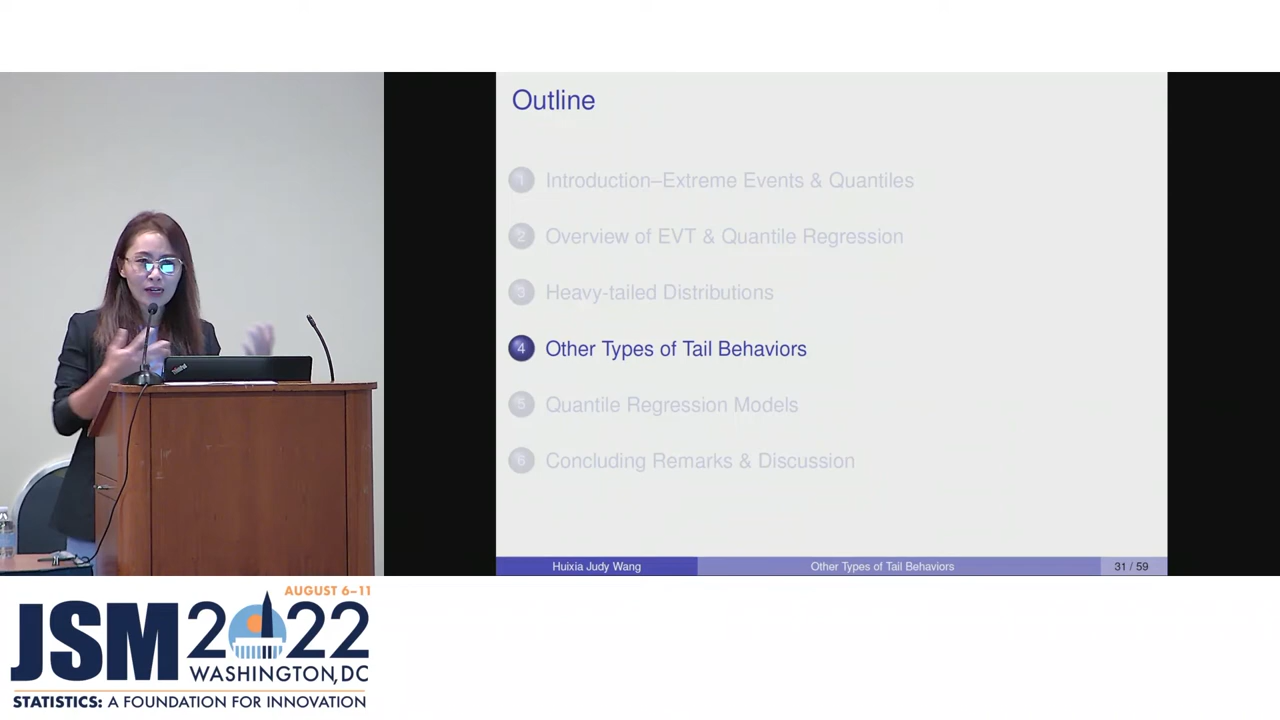 Outline
1 Introduction–Extreme Events & Quantiles
2 Overview of EVT & Quantile Regression
3 Heavy-tailed Distributions
4 Other Types of Tail Behaviors
5 Quantile Regression Models
6 Concluding Remarks & Discussion
Huixia Judy Wang Other Types of Tail Behaviors 31 / 59
ThinkPad
AUGUST 6–11
JSM 2022
WASHINGTON, DC
STATISTICS: A FOUNDATION FOR INNOVATION